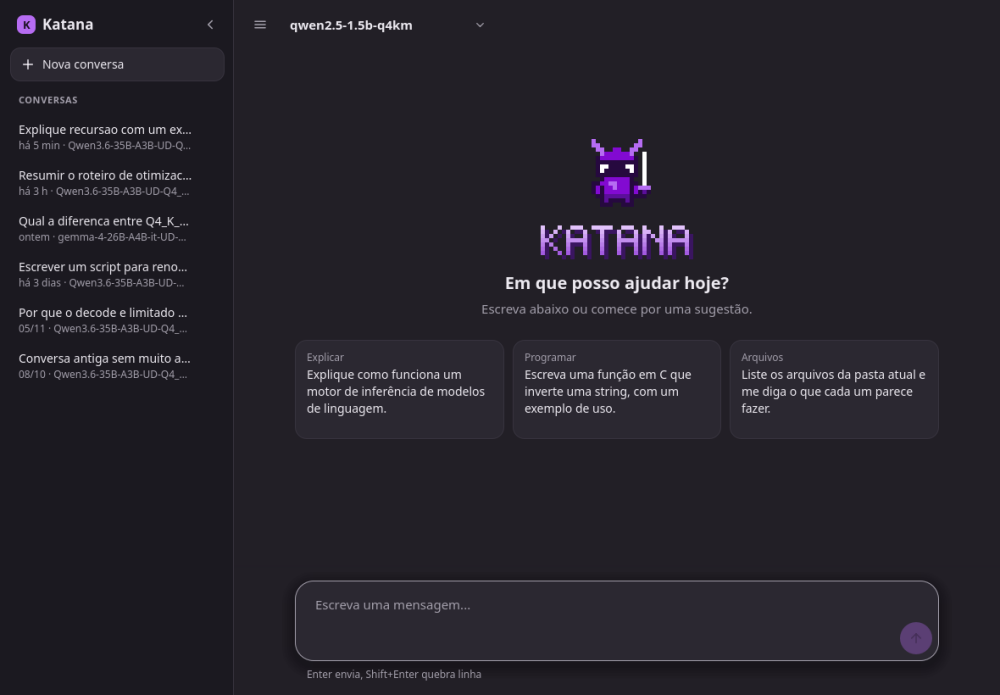 K Katana
Nova conversa
CONVERSAS
Explique recursao com um ex...
há 5 min · Qwen3.6-35B-A3B-UD-Q...
Resumir o roteiro de otimizac...
há 3 h · Qwen3.6-35B-A3B-UD-Q4_...
Qual a diferenca entre Q4_K_...
ontem · gemma-4-26B-A4B-it-UD-...
Escrever um script para reno...
há 3 dias · Qwen3.6-35B-A3B-UD-...
Por que o decode e limitado ...
05/11 · Qwen3.6-35B-A3B-UD-Q4_...
Conversa antiga sem muito a...
08/10 · Qwen3.6-35B-A3B-UD-Q4_...
qwen2.5-1.5b-q4km
KATANA
Em que posso ajudar hoje?
Escreva abaixo ou comece por uma sugestão.
Explicar
Explique como funciona um
motor de inferência de modelos
de linguagem.
Programar
Escreva uma função em C que
inverte uma string, com um
exemplo de uso.
Arquivos
Liste os arquivos da pasta atual e
me diga o que cada um parece
fazer.
Escreva uma mensagem...
Enter envia, Shift+Enter quebra linha